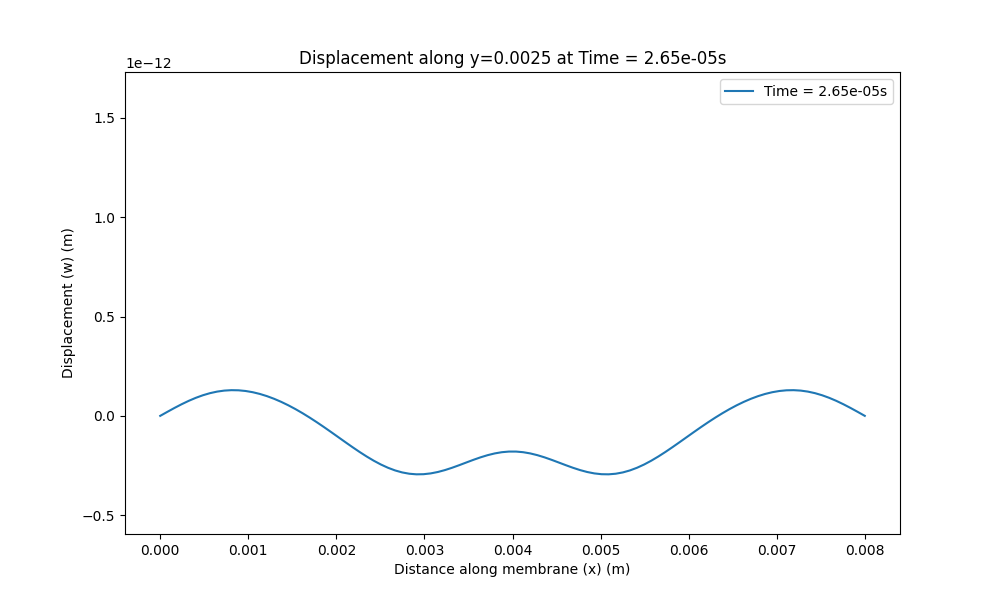 Displacement along y=0.0025 at Time = 2.65e-05s
1e−12
Time = 2.65e-05s
1.5
1.0
0.5
0.0
−0.5
Displacement (w) (m)
0.000 0.001 0.002 0.003 0.004 0.005 0.006 0.007 0.008
Distance along membrane (x) (m)